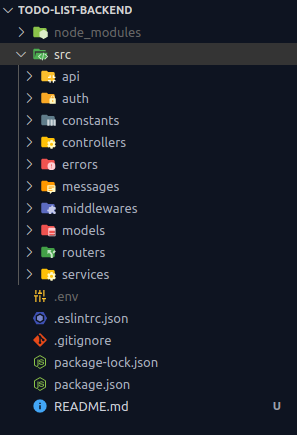 TODO-LIST-BACKEND
node_modules
src
api
auth
constants
controllers
errors
messages
middlewares
models
routers
services
.env
.eslintrc.json
.gitignore
package-lock.json
package.json
README.md U